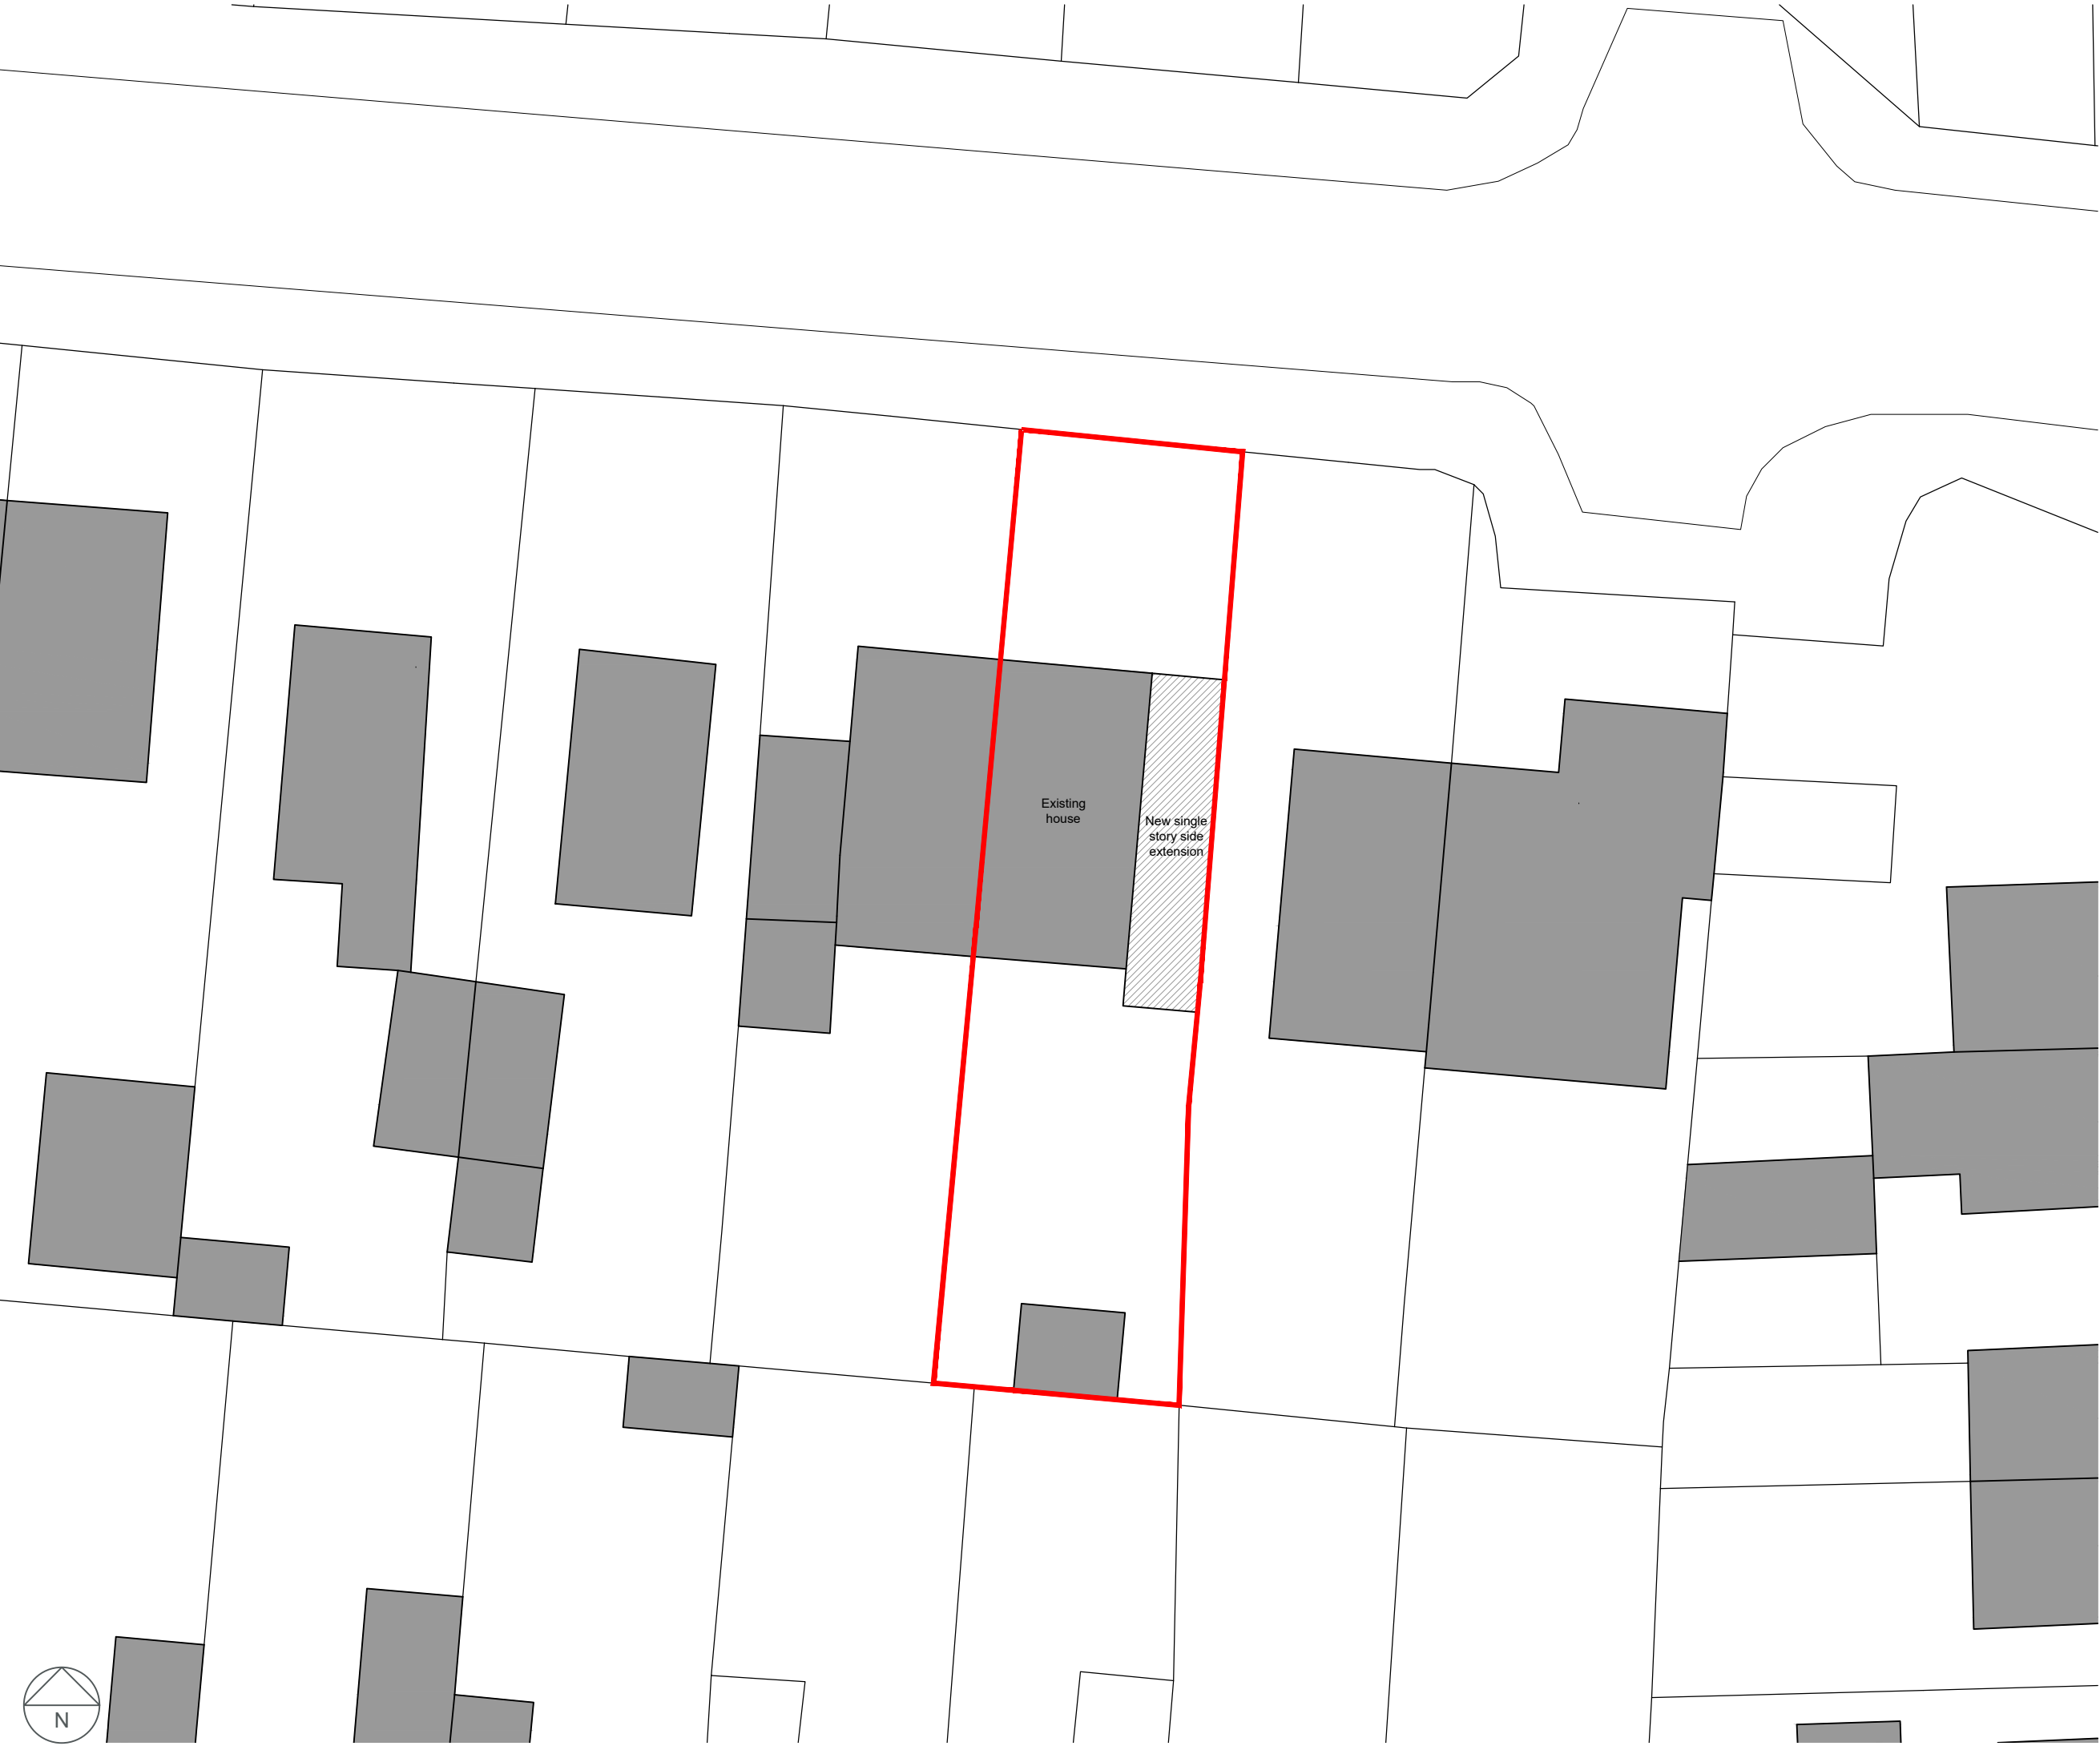 Existing
house
New single
story side
extension
N